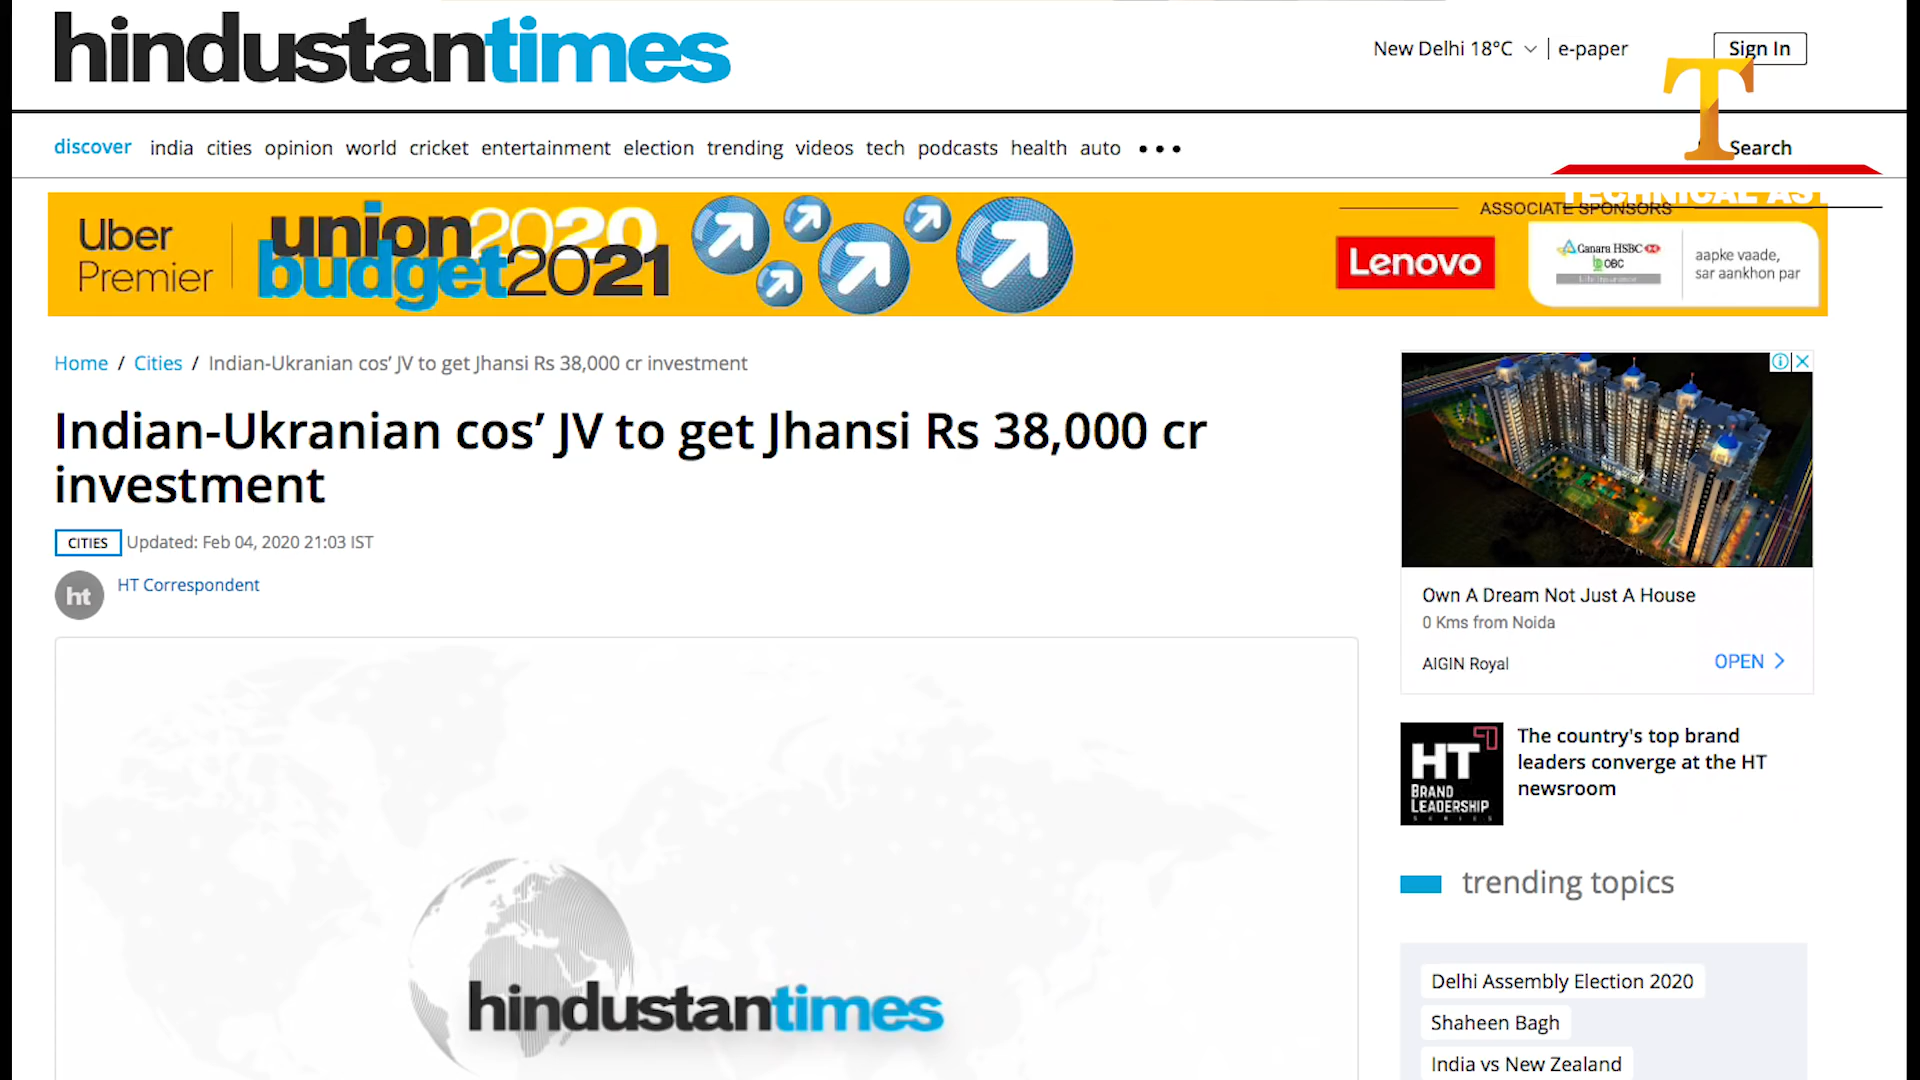 hindustantimes
New Delhi 18°C
e-paper
Sign In
discover india cities opinion world cricket entertainment election trending videos tech podcasts health auto
Search
T
TECHNICAL
Uber
Premier
union 2020
budget 2021
ASSOCIATE SPONSORS
Lenovo
Canara HSBC
OBC
Life Insurance
aapke vaade,
sar aankhon par
Home / Cities / Indian-Ukranian cos’ JV to get Jhansi Rs 38,000 cr investment
Indian-Ukranian cos’ JV to get Jhansi Rs 38,000 cr
investment
CITIES Updated: Feb 04, 2020 21:03 IST
ht HT Correspondent
hindustantimes
Own A Dream Not Just A House
0 Kms from Noida
AIGIN Royal
OPEN
HT
BRAND
LEADERSHIP
SERIES
The country's top brand
leaders converge at the HT
newsroom
trending topics
Delhi Assembly Election 2020
Shaheen Bagh
India vs New Zealand